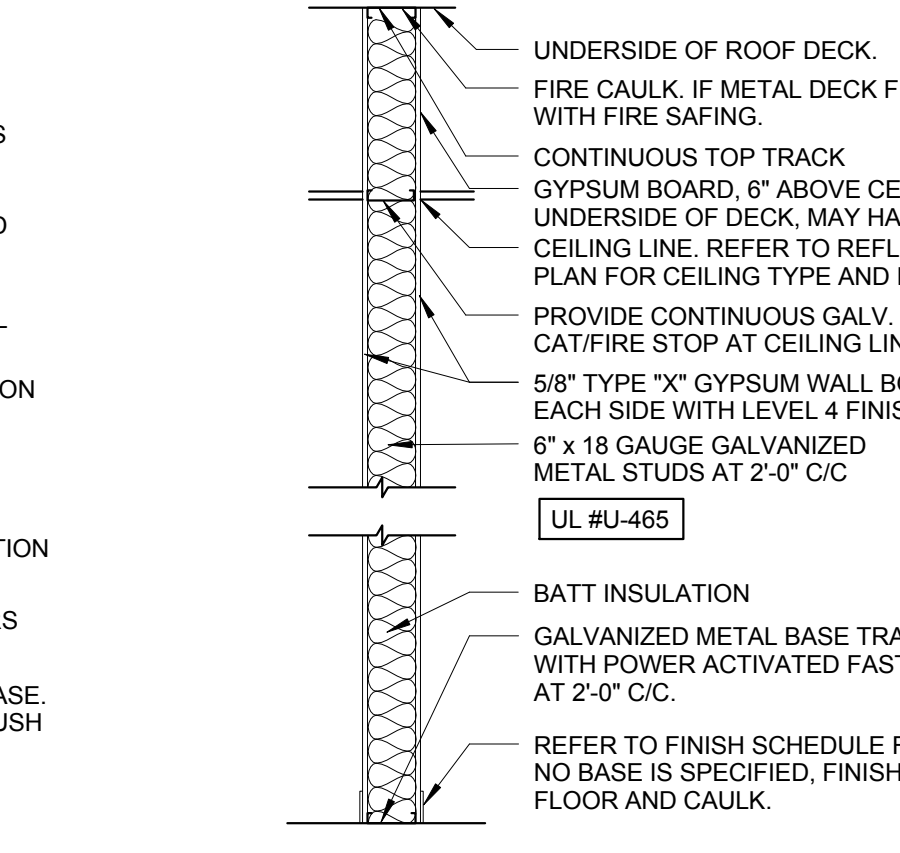 S
D
L
ON
TION
RS
ASE.
USH
UNDERSIDE OF ROOF DECK.
FIRE CAULK. IF METAL DECK F
WITH FIRE SAFING.
CONTINUOUS TOP TRACK
GYPSUM BOARD, 6" ABOVE CE
UNDERSIDE OF DECK, MAY HA
CEILING LINE. REFER TO REFL
PLAN FOR CEILING TYPE AND
PROVIDE CONTINUOUS GALV.
CAT/FIRE STOP AT CEILING LIN
5/8" TYPE "X" GYPSUM WALL BO
EACH SIDE WITH LEVEL 4 FINIS
6" x 18 GAUGE GALVANIZED
METAL STUDS AT 2'-0" C/C
UL #U-465
BATT INSULATION
GALVANIZED METAL BASE TRA
WITH POWER ACTIVATED FAST
AT 2'-0" C/C.
REFER TO FINISH SCHEDULE F
NO BASE IS SPECIFIED, FINISH
FLOOR AND CAULK.